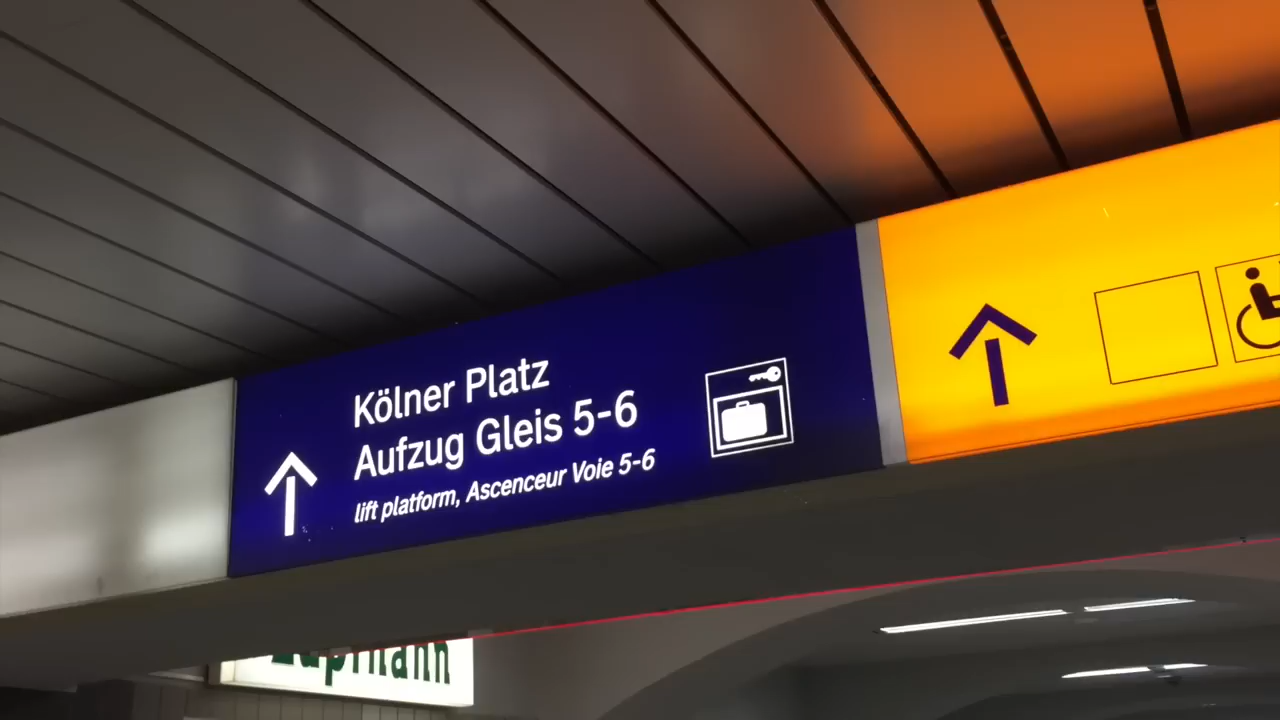 Kölner Platz
Aufzug Gleis 5-6
lift platform, Ascenceur Voie 5-6